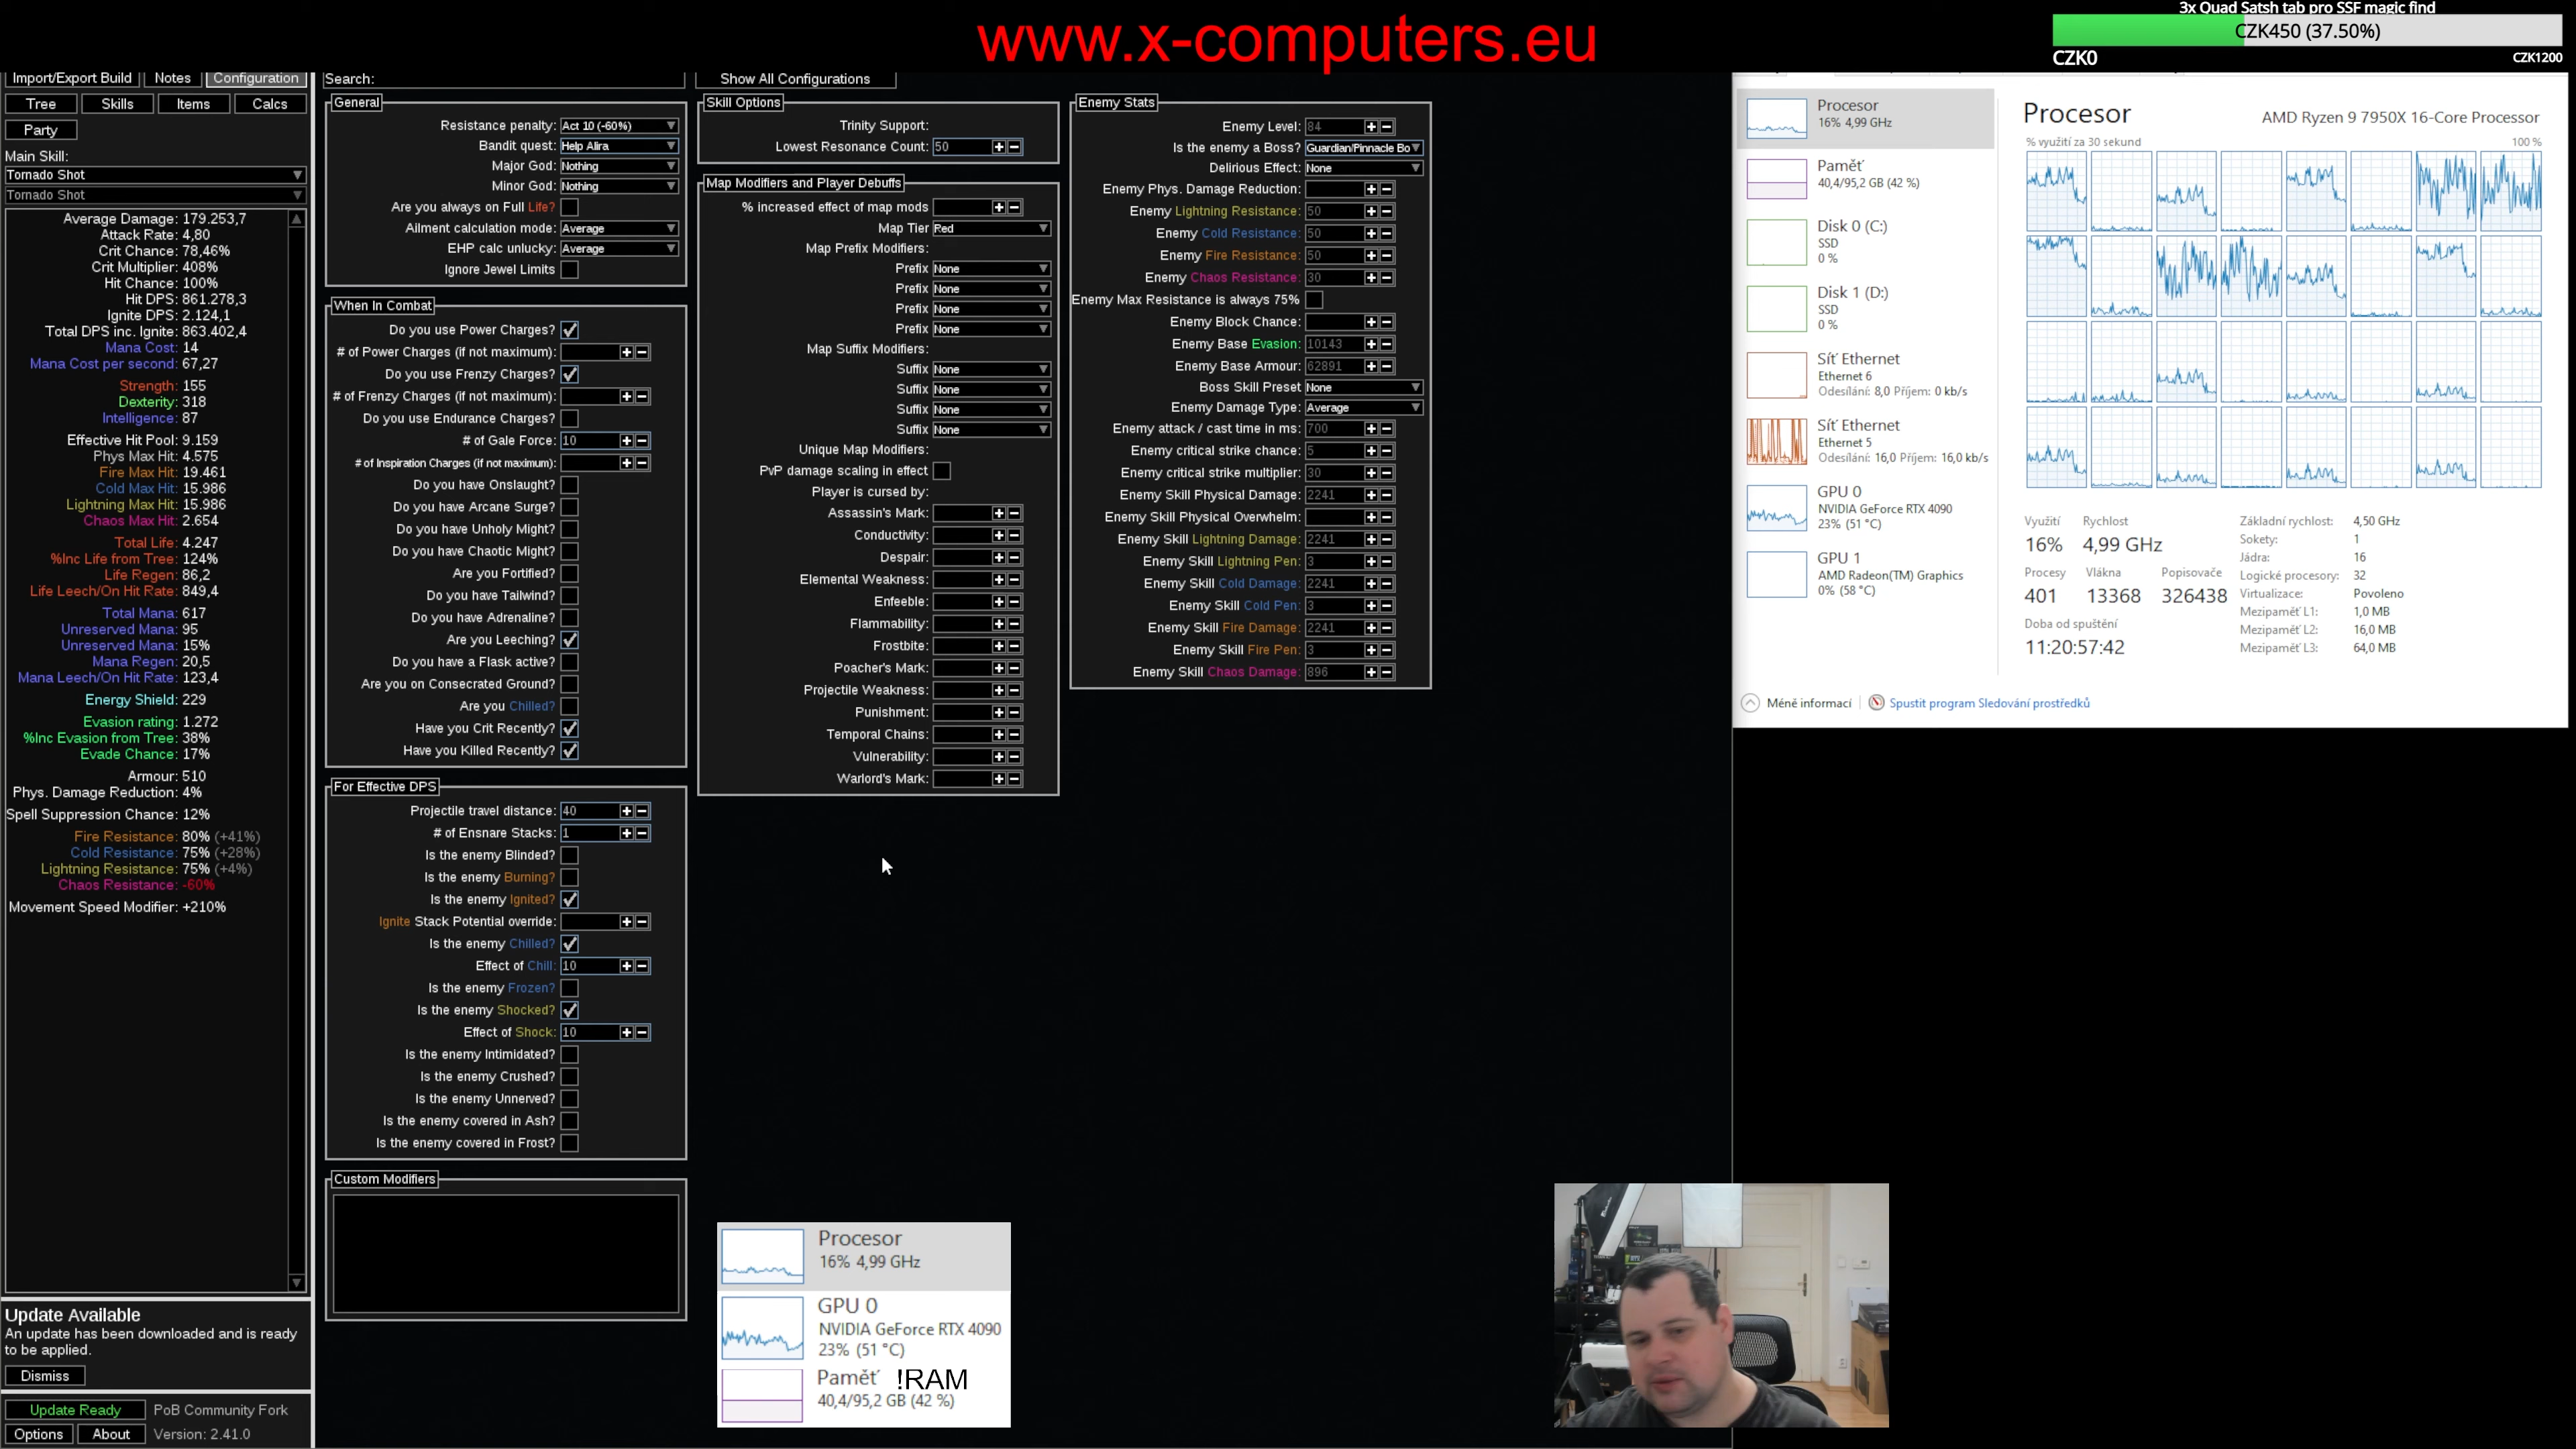 www.x-computers.eu
3x Quad Satsh tab pro SSF magic find
CZK450 (37.50%)
CZK0
CZK1200
Import/Export Build
Notes
Configuration
Tree
Skills
Items
Calcs
Party
Main Skill:
Tornado Shot
Tornado Shot
Average Damage: 179.253,7
Attack Rate: 4,80
Crit Chance: 78,46%
Crit Multiplier: 408%
Hit Chance: 100%
Hit DPS: 861.278,3
Ignite DPS: 2.124,1
Total DPS inc. Ignite: 863.402,4
Mana Cost: 14
Mana Cost per second: 67,27
Strength: 155
Dexterity: 318
Intelligence: 87
Effective Hit Pool: 9.159
Phys Max Hit: 4.575
Fire Max Hit: 19.461
Cold Max Hit: 15.986
Lightning Max Hit: 15.986
Chaos Max Hit: 2.654
Total Life: 4.247
%Inc Life from Tree: 124%
Life Regen: 86,2
Life Leech/On Hit Rate: 849,4
Total Mana: 617
Unreserved Mana: 95
Unreserved Mana: 15%
Mana Regen: 20,5
Mana Leech/On Hit Rate: 123,4
Energy Shield: 229
Evasion rating: 1.272
%Inc Evasion from Tree: 38%
Evade Chance: 17%
Armour: 510
Phys. Damage Reduction: 4%
Spell Suppression Chance: 12%
Fire Resistance: 80% (+41%)
Cold Resistance: 75% (+28%)
Lightning Resistance: 75% (+4%)
Chaos Resistance: -60%
Movement Speed Modifier: +210%
Update Available
An update has been downloaded and is ready
to be applied.
Dismiss
Update Ready
PoB Community Fork
Options
About
Version: 2.41.0
Search:
General
Resistance penalty: Act 10 (-60%)
Bandit quest: Help Alira
Major God: Nothing
Minor God: Nothing
Are you always on Full Life?
Ailment calculation mode: Average
EHP calc unlucky: Average
Ignore Jewel Limits
When In Combat
Do you use Power Charges?
# of Power Charges (if not maximum):
Do you use Frenzy Charges?
# of Frenzy Charges (if not maximum):
Do you use Endurance Charges?
# of Gale Force: 10
# of Inspiration Charges (if not maximum):
Do you have Onslaught?
Do you have Arcane Surge?
Do you have Unholy Might?
Do you have Chaotic Might?
Are you Fortified?
Do you have Tailwind?
Do you have Adrenaline?
Are you Leeching?
Do you have a Flask active?
Are you on Consecrated Ground?
Are you Chilled?
Have you Crit Recently?
Have you Killed Recently?
For Effective DPS
Projectile travel distance: 40
# of Ensnare Stacks: 1
Is the enemy Blinded?
Is the enemy Burning?
Is the enemy Ignited?
Ignite Stack Potential override:
Is the enemy Chilled?
Effect of Chill: 10
Is the enemy Frozen?
Is the enemy Shocked?
Effect of Shock: 10
Is the enemy Intimidated?
Is the enemy Crushed?
Is the enemy Unnerved?
Is the enemy covered in Ash?
Is the enemy covered in Frost?
Custom Modifiers
Show All Configurations
Skill Options
Trinity Support:
Lowest Resonance Count: 50
Map Modifiers and Player Debuffs
% increased effect of map mods
Map Tier Red
Map Prefix Modifiers:
Prefix None
Prefix None
Prefix None
Prefix None
Map Suffix Modifiers:
Suffix None
Suffix None
Suffix None
Suffix None
Unique Map Modifiers:
PvP damage scaling in effect
Player is cursed by:
Assassin's Mark:
Conductivity:
Despair:
Elemental Weakness:
Enfeeble:
Flammability:
Frostbite:
Poacher's Mark:
Projectile Weakness:
Punishment:
Temporal Chains:
Vulnerability:
Warlord's Mark:
Enemy Stats
Enemy Level: 84
Is the enemy a Boss? Guardian/Pinnacle Bo
Delirious Effect: None
Enemy Phys. Damage Reduction:
Enemy Lightning Resistance: 50
Enemy Cold Resistance: 50
Enemy Fire Resistance: 50
Enemy Chaos Resistance: 30
Enemy Max Resistance is always 75%
Enemy Block Chance:
Enemy Base Evasion: 10143
Enemy Base Armour: 62891
Boss Skill Preset None
Enemy Damage Type: Average
Enemy attack / cast time in ms: 700
Enemy critical strike chance: 5
Enemy critical strike multiplier: 30
Enemy Skill Physical Damage: 2241
Enemy Skill Physical Overwhelm:
Enemy Skill Lightning Damage: 2241
Enemy Skill Lightning Pen: 3
Enemy Skill Cold Damage: 2241
Enemy Skill Cold Pen: 3
Enemy Skill Fire Damage: 2241
Enemy Skill Fire Pen: 3
Enemy Skill Chaos Damage: 896
Procesor
16% 4,99 GHz
Paměť
40,4/95,2 GB (42 %)
Disk 0 (C:)
SSD
0 %
Disk 1 (D:)
SSD
0 %
Síť Ethernet
Ethernet 6
Odesílání: 8,0 Příjem: 0 kb/s
Síť Ethernet
Ethernet 5
Odesílání: 16,0 Příjem: 16,0 kb/s
GPU 0
NVIDIA GeForce RTX 4090
23% (51 °C)
GPU 1
AMD Radeon(TM) Graphics
0% (58 °C)
Procesor
AMD Ryzen 9 7950X 16-Core Processor
% využití za 30 sekund
100 %
Využití
Rychlost
16%
4,99 GHz
Procesy
Vlákna
Popisovače
401
13368
326438
Doba od spuštění
11:20:57:42
Základní rychlost: 4,50 GHz
Sokety: 1
Jádra: 16
Logické procesory: 32
Virtualizace: Povoleno
Mezipaměť L1: 1,0 MB
Mezipaměť L2: 16,0 MB
Mezipaměť L3: 64,0 MB
Méně informací
Spustit program Sledování prostředků
Procesor
16% 4,99 GHz
GPU 0
NVIDIA GeForce RTX 4090
23% (51 °C)
Paměť
!RAM
40,4/95,2 GB (42 %)